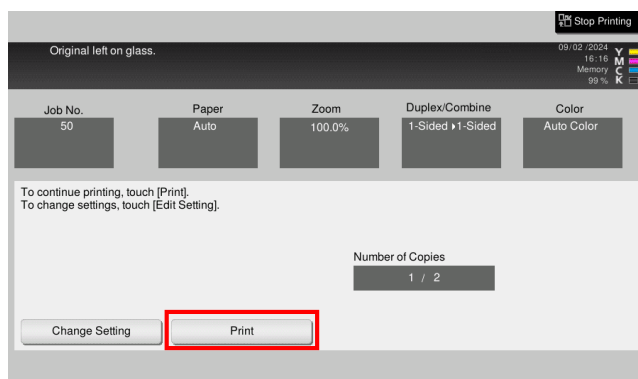 Stop Printing
Original left on glass.
09/02 /2024
16:16
Memory
99 %
Y
M
C
K
Job No.
50
Paper
Auto
Zoom
100.0%
Duplex/Combine
1-Sided ▸1-Sided
Color
Auto Color
To continue printing, touch [Print].
To change settings, touch [Edit Setting].
Number of Copies
1 / 2
Change Setting
Print